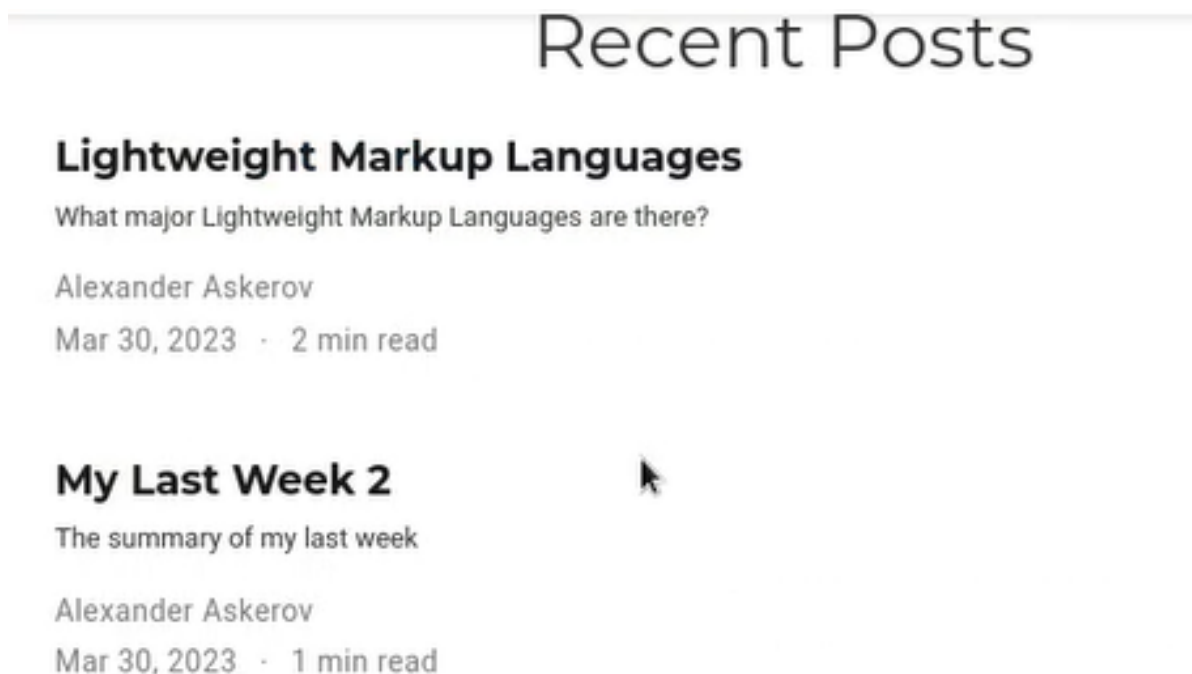 Recent Posts
Lightweight Markup Languages
What major Lightweight Markup Languages are there?
Alexander Askerov
Mar 30, 2023 · 2 min read
My Last Week 2
The summary of my last week
Alexander Askerov
Mar 30, 2023 · 1 min read